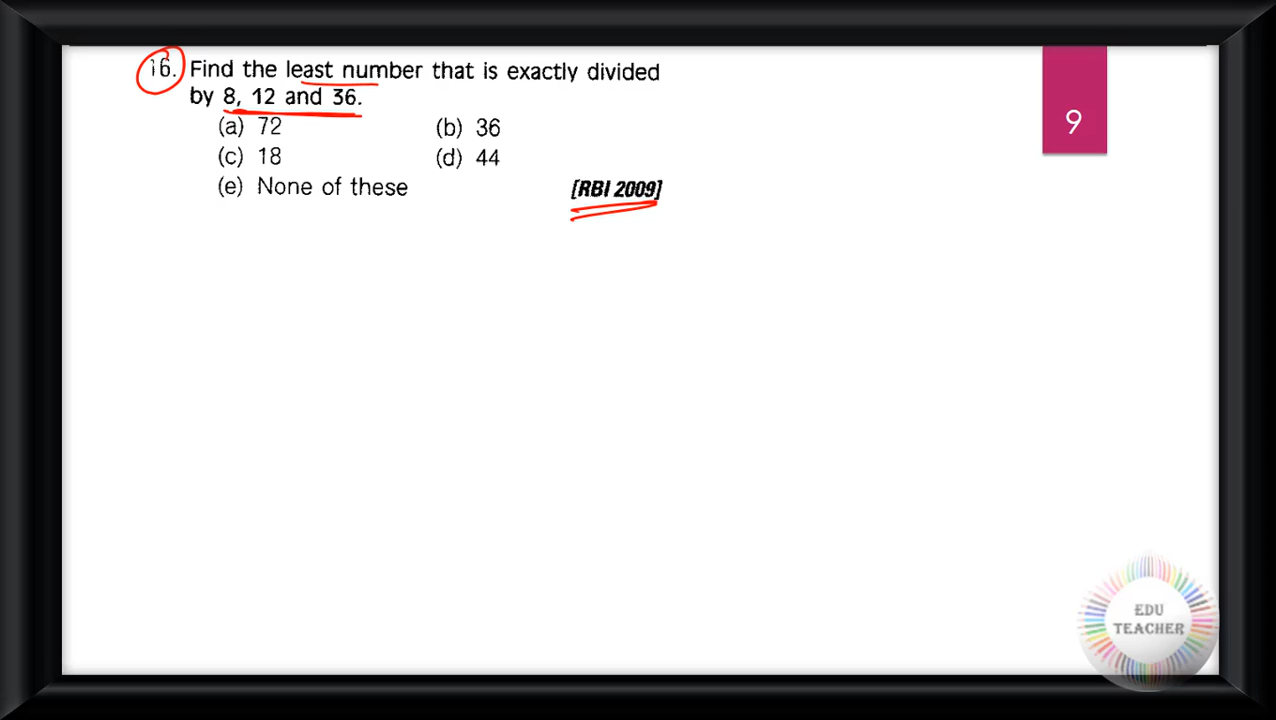 16. Find the least number that is exactly divided
by 8, 12 and 36.
(a) 72 (b) 36
(c) 18 (d) 44
(e) None of these [RBI 2009]
9
EDU
TEACHER